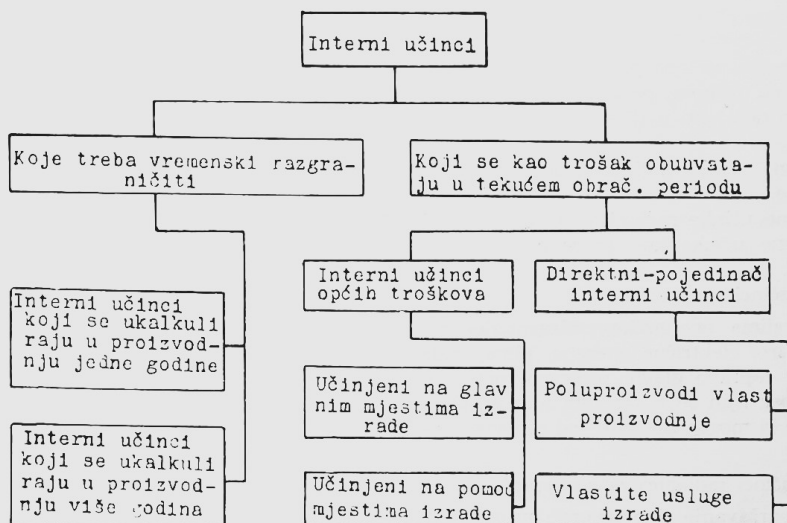 Interni učinci
Koje treba vremenski razgra-
ničiti
Koji se kao trošak obuhvata-
ju u tekućem obrač. periodu
Interni učinci
općih troškova
Direktni-pojedinač
interni učinci
Interni učinci
koji se ukalkuli
raju u proizvod-
nju jedne godine
Učinjeni na glav
nim mjestima iz-
rade
Poluproizvodi vlast
proizvodnje
Interni učinci
koji se ukalkuli
raju u proizvod-
nju više godina
Učinjeni na pomoć
mjestima izrade
Vlastite usluge
izrade